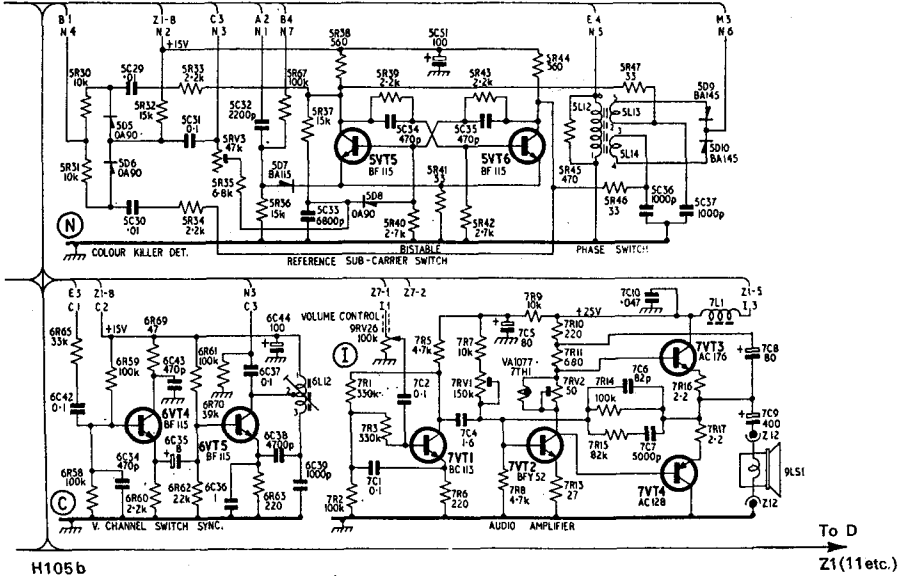 B1 Z1-8 C3 A2 B4 E4 M3
N4 N2 N3 N1 N7 N5 N6
+15V
5R38
560
5C51
100
5R44
560
5R30
10k
5C29
·01
5R33
2·2k
5R32
15k
5C32
2200p
5R67
100k
5R37
15k
5R39
2·2k
5R43
2·2k
5R47
33
5D9
BA145
5L12
5L13
5D5
0A90
5C31
0·1
5RV3
47k
5C34
470p
5C35
470p
5VT5
BF 115
5VT6
BF 115
5L14
5D10
BA145
5R31
10k
5D6
0A90
5R35
6·8k
5D7
BA115
5R36
15k
5D8
0A90
5R41
33
5R45
470
5R46
33
5C36
1000p
5C37
1000p
5C30
·01
5R34
2·2k
5C33
6800p
5R40
2·7k
5R42
2·7k
N
COLOUR KILLER DET.
BISTABLE
REFERENCE SUB-CARRIER SWITCH
PHASE SWITCH
E3 Z1-8 N3 Z7-1 Z7-2 Z1-5
C1 C2 C3 I1 I3
6R65
33k
+15V
6R69
47
6C44
100
VOLUME CONTROL
9RV26
100k
7C10
·047
7R9
10k
+25V
7L1
6R59
100k
6C43
470p
6R61
100k
6C37
0·1
6L12
I
7R5
4·7k
7R7
10k
7C5
80
7R10
220
7R11
680
7VT3
AC176
7C8
80
7R1
330k
7C2
0·1
7RV1
150k
VA1077
7TH1
7RV2
50
7C6
82p
7R14
100k
7R16
2·2
6C42
0·1
6VT4
BF 115
6R70
39k
6VT5
BF 115
7R3
330k
7C4
1·6
7R15
82k
7C7
5000p
7R17
2·2
7C9
400
Z12
6C34
470p
6C35
8
6C38
4700p
6C39
1000p
7VT1
BC 113
7VT2
BFY 52
7VT4
AC128
9LS1
6R58
100k
6R60
2·2k
6R62
22k
6C36
1
6R63
220
7R2
100k
7C1
0·1
7R6
220
7R8
4·7k
7R13
27
Z12
C
V. CHANNEL SWITCH SYNC.
AUDIO AMPLIFIER
To D
H105b
Z1(11etc.)